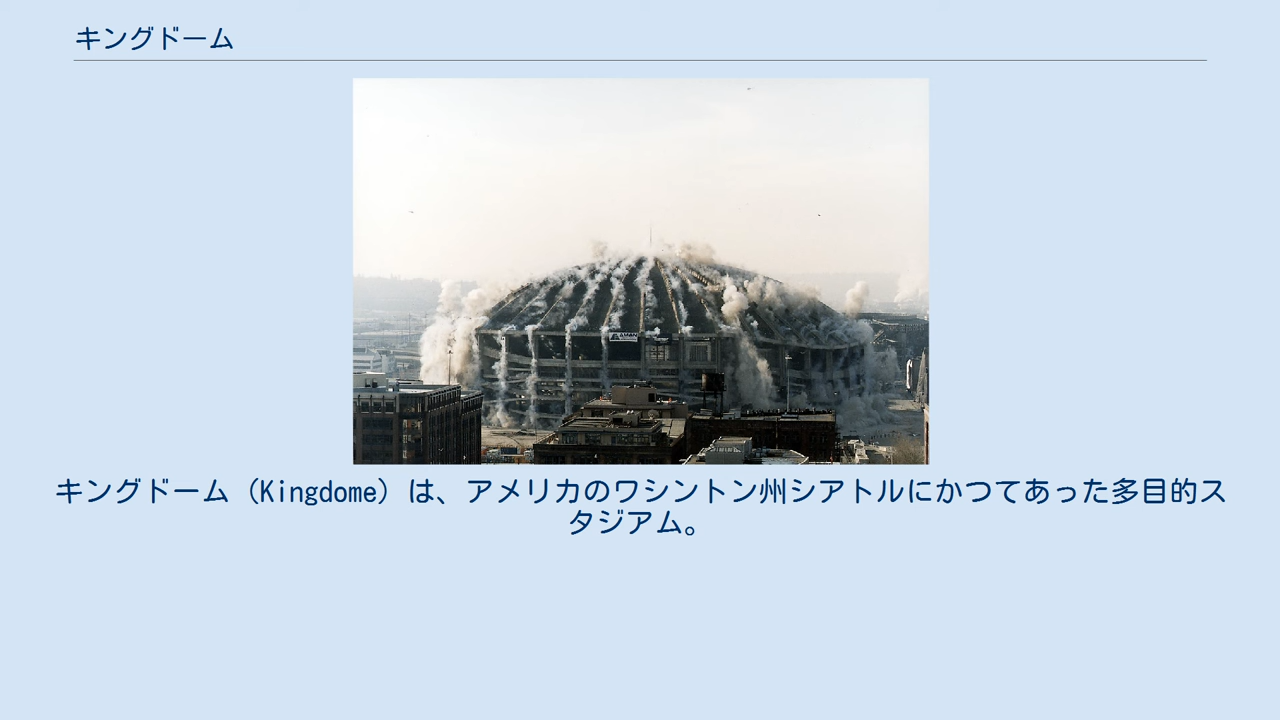 キングドーム
キングドーム（Kingdome）は、アメリカのワシントン州シアトルにかつてあった多目的ス
タジアム。